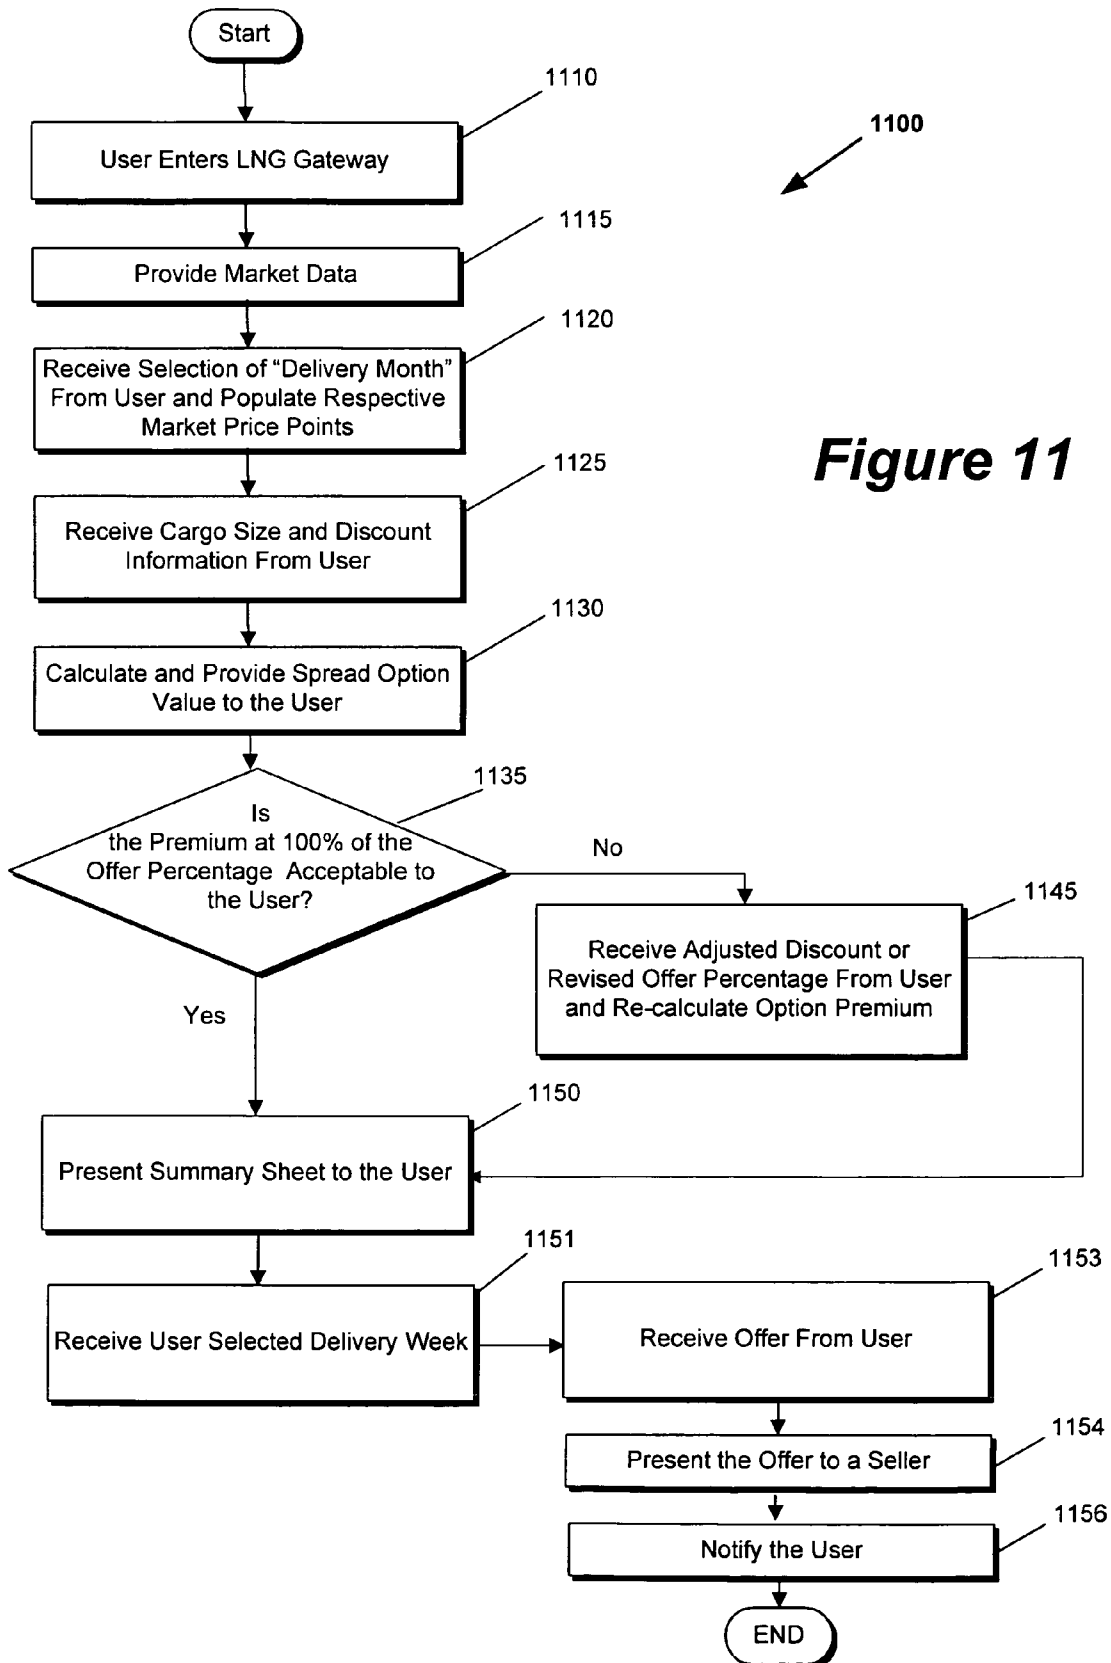 Start
1110
User Enters LNG Gateway
1100
1115
Provide Market Data
1120
Receive Selection of “Delivery Month”
From User and Populate Respective
Market Price Points
Figure 11
1125
Receive Cargo Size and Discount
Information From User
1130
Calculate and Provide Spread Option
Value to the User
1135
Is
the Premium at 100% of the
Offer Percentage Acceptable to
the User?
No
1145
Receive Adjusted Discount or
Revised Offer Percentage From User
and Re-calculate Option Premium
Yes
1150
Present Summary Sheet to the User
1151
Receive User Selected Delivery Week
1153
Receive Offer From User
1154
Present the Offer to a Seller
1156
Notify the User
END